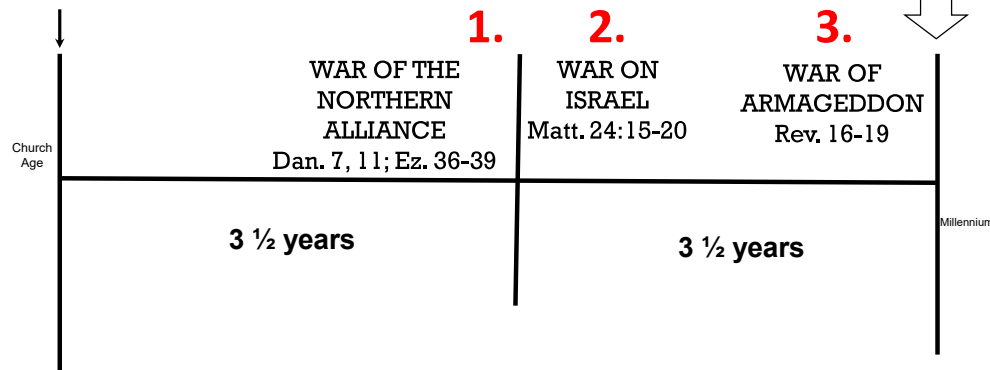 1.
2.
3.
WAR OF THE
NORTHERN
ALLIANCE
Dan. 7, 11; Ez. 36-39
WAR ON
ISRAEL
Matt. 24:15-20
WAR OF
ARMAGEDDON
Rev. 16-19
Church
Age
Millennium
3 ½ years
3 ½ years